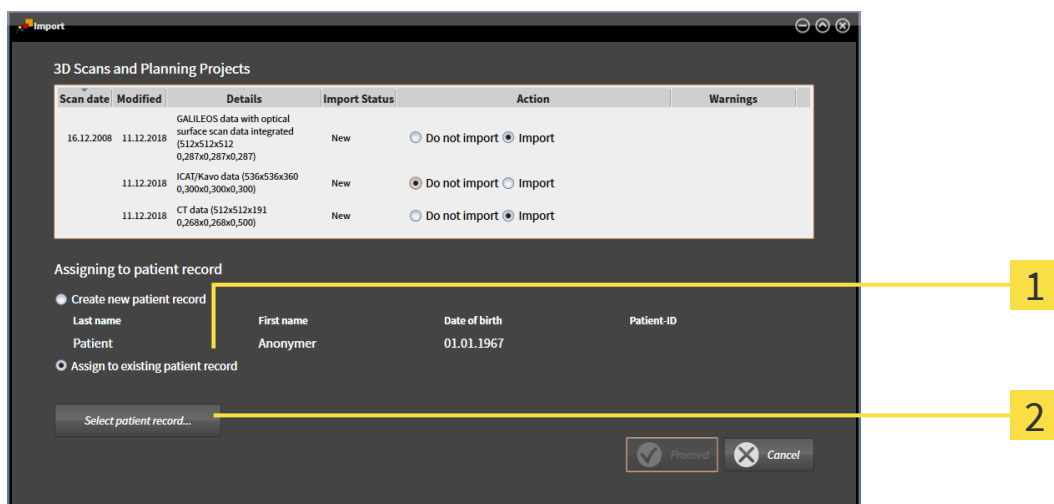 Import
3D Scans and Planning Projects
Scan date Modified Details Import Status Action Warnings
GALILEOS data with optical
surface scan data integrated
(512x512x512
0,287x0,287x0,287)
16.12.2008 11.12.2018 New Do not import Import
ICAT/Kavo data (536x536x360
0,300x0,300x0,300)
11.12.2018 New Do not import Import
CT data (512x512x191
0,268x0,268x0,500)
11.12.2018 New Do not import Import
Assigning to patient record
1
Create new patient record
Last name First name Date of birth Patient-ID
Patient Anonymer 01.01.1967
Assign to existing patient record
Select patient record...
2
Proceed Cancel